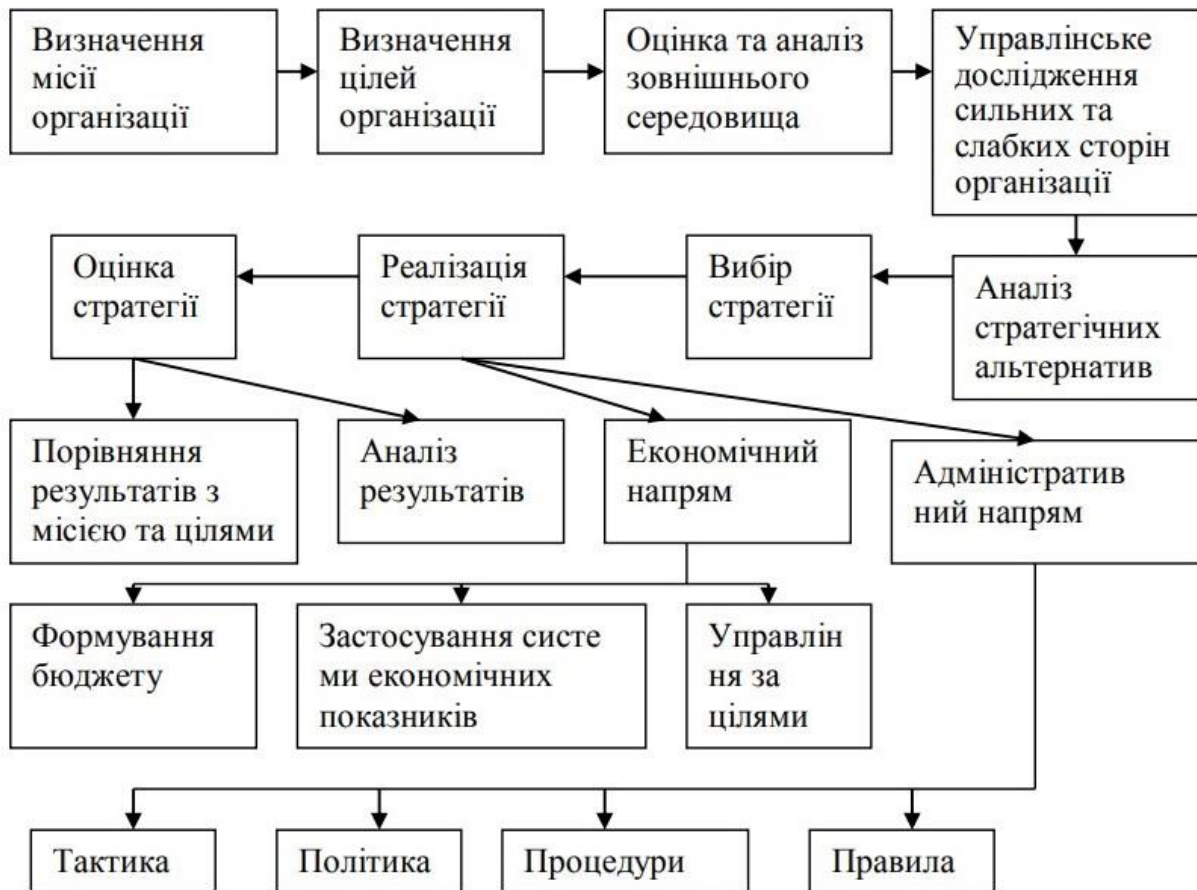 Визначення
місії
організації
Визначення
цілей
організації
Оцінка та аналіз
зовнішнього
середовища
Управлінське
дослідження
сильних та
слабких сторін
організації
Оцінка
стратегії
Реалізація
стратегії
Вибір
стратегії
Аналіз
стратегічних
альтернатив
Порівняння
результатів з
місією та цілями
Аналіз
результатів
Економічний
напрям
Адміністратив
ний напрям
Формування
бюджету
Застосування систе
ми економічних
показників
Управлін
ня за
цілями
Тактика
Політика
Процедури
Правила